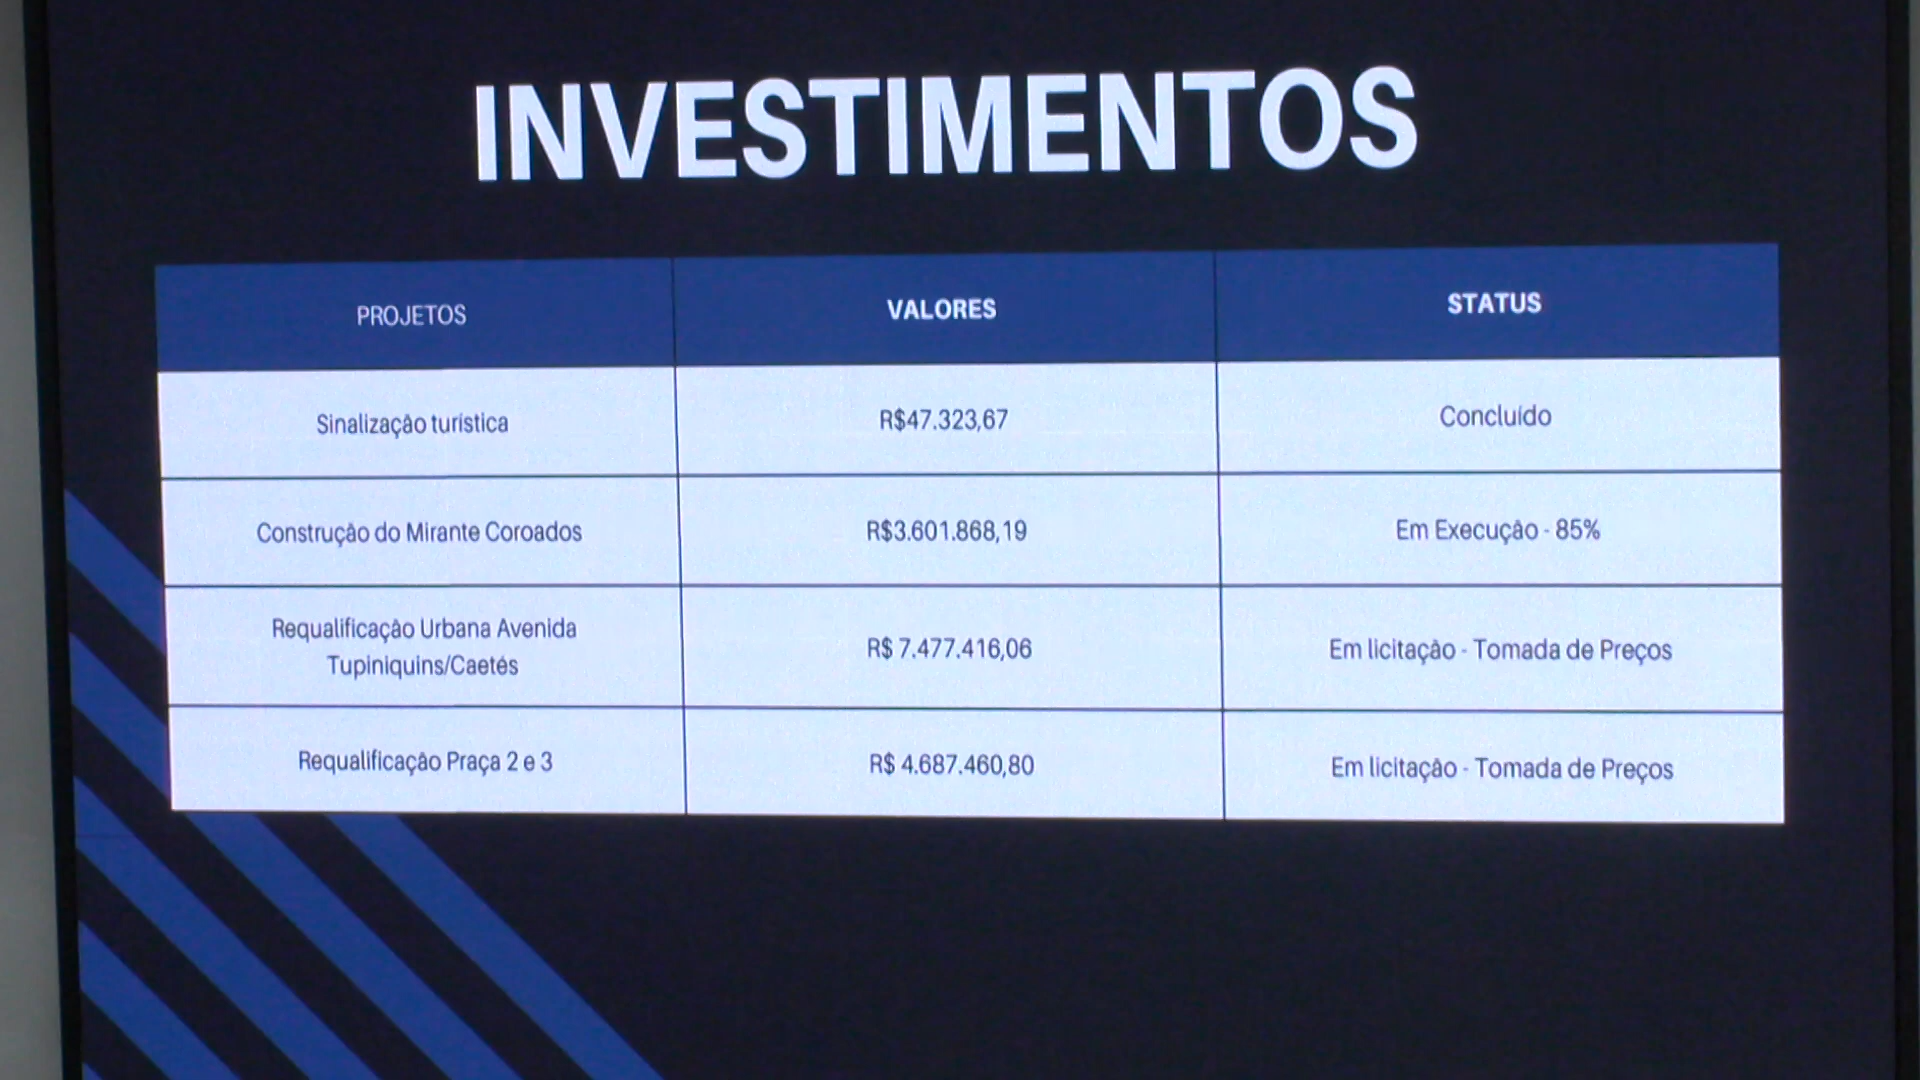 INVESTIMENTOS
PROJETOS VALORES STATUS
Sinalização turística R$47.323,67 Concluído
Construção do Mirante Coroados R$3.601.868,19 Em Execução - 85%
Requalificação Urbana Avenida
Tupiniquins/Caetés R$ 7.477.416,06 Em licitação - Tomada de Preços
Requalificação Praça 2 e 3 R$ 4.687.460,80 Em licitação - Tomada de Preços